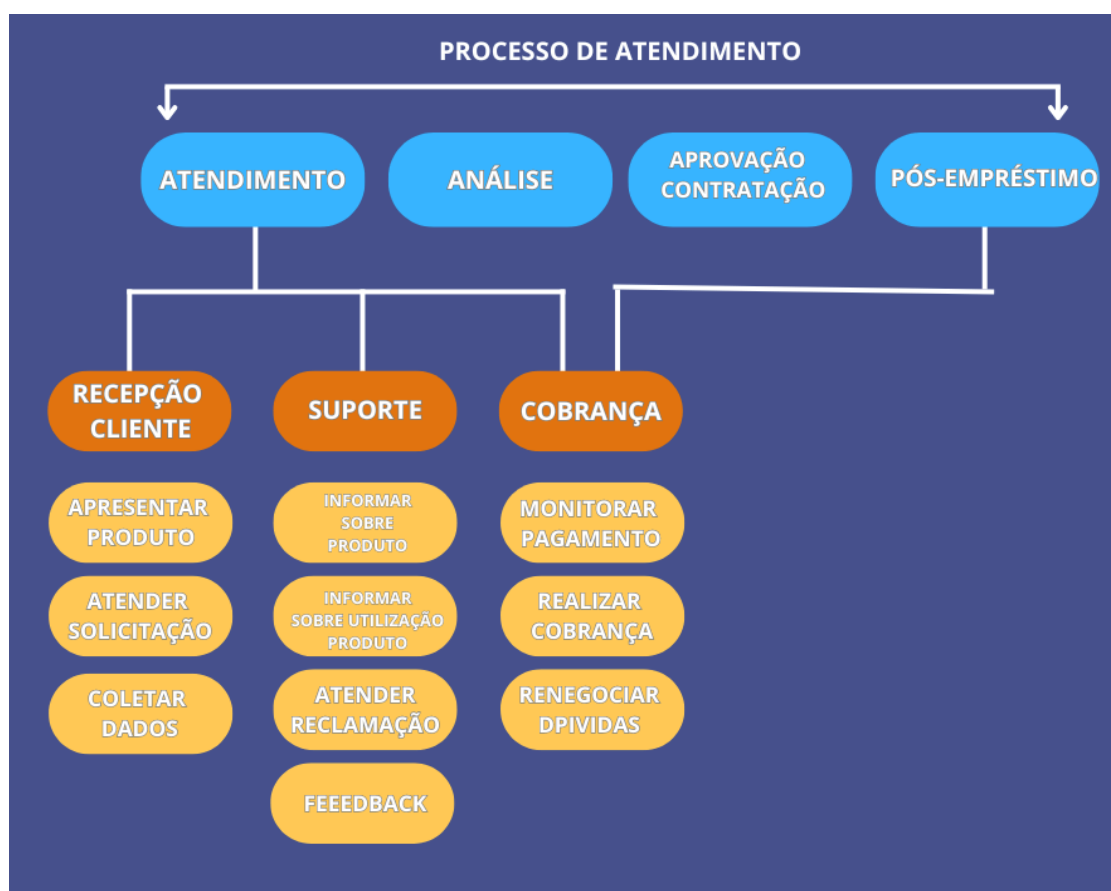 PROCESSO DE ATENDIMENTO
ATENDIMENTO
ANÁLISE
APROVAÇÃO
CONTRATAÇÃO
PÓS-EMPRÉSTIMO
RECEPÇÃO
CLIENTE
SUPORTE
COBRANÇA
APRESENTAR
PRODUTO
INFORMAR
SOBRE
PRODUTO
MONITORAR
PAGAMENTO
ATENDER
SOLICITAÇÃO
INFORMAR
SOBRE UTILIZAÇÃO
PRODUTO
REALIZAR
COBRANÇA
COLETAR
DADOS
ATENDER
RECLAMAÇÃO
RENEGOCIAR
DPIVIDAS
FEEEDBACK